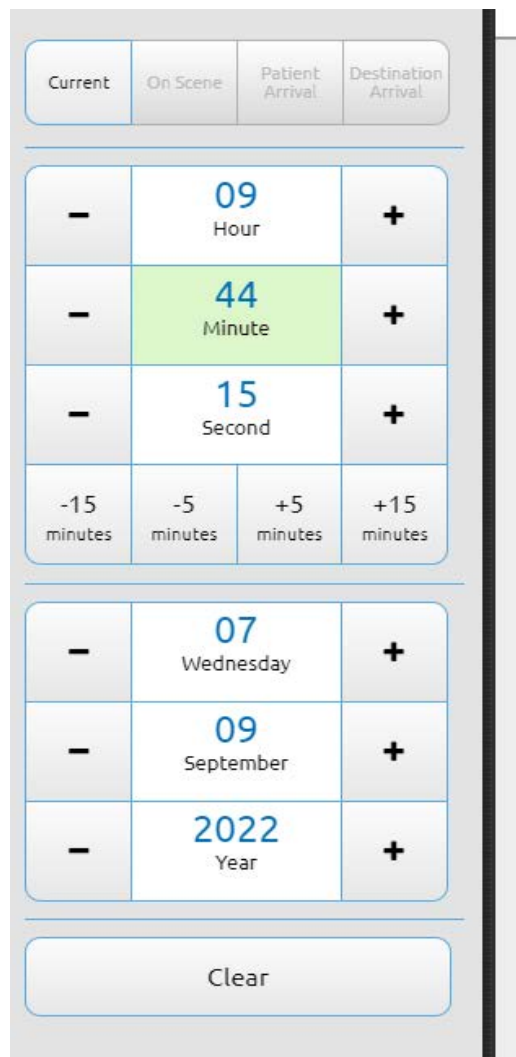 Current
On Scene
Patient
Arrival
Destination
Arrival
−
09
Hour
+
−
44
Minute
+
−
15
Second
+
-15
minutes
-5
minutes
+5
minutes
+15
minutes
−
07
Wednesday
+
−
09
September
+
−
2022
Year
+
Clear